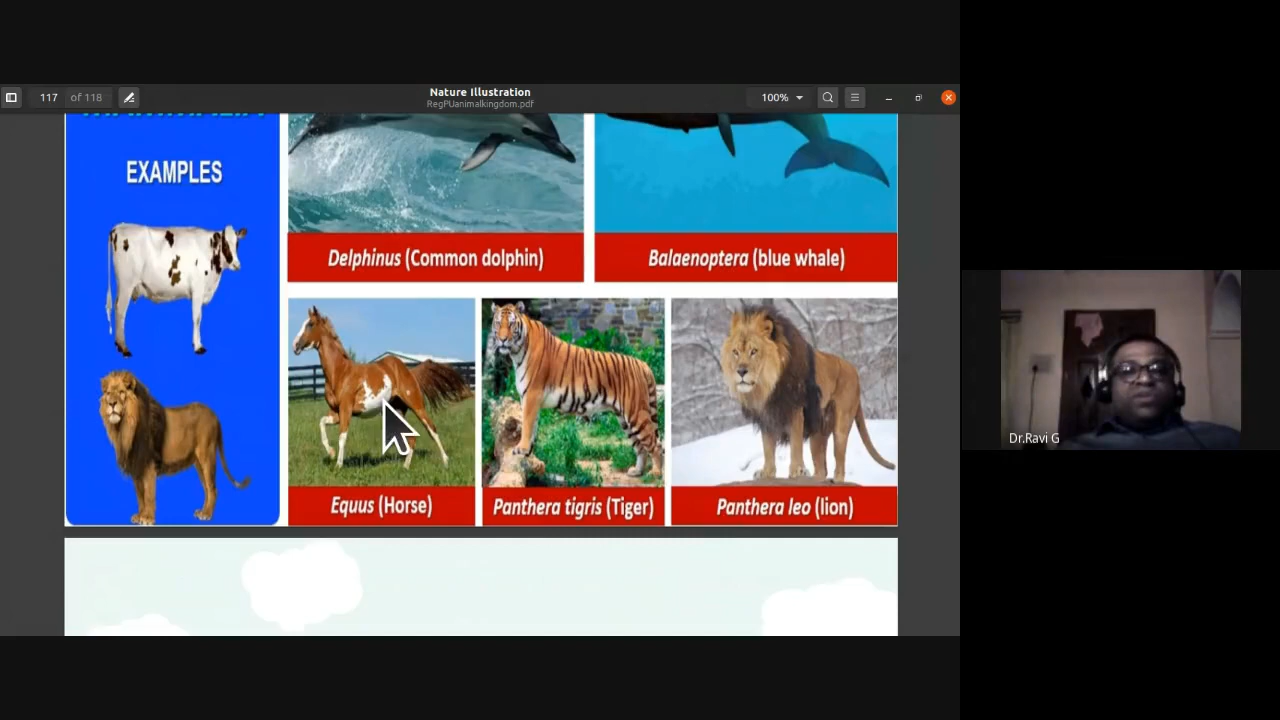 117 of 118
Nature Illustration
RegPUanimalkingdom.pdf
100%
EXAMPLES
Delphinus (Common dolphin)
Balaenoptera (blue whale)
Equus (Horse)
Panthera tigris (Tiger)
Panthera leo (lion)
Dr.Ravi G